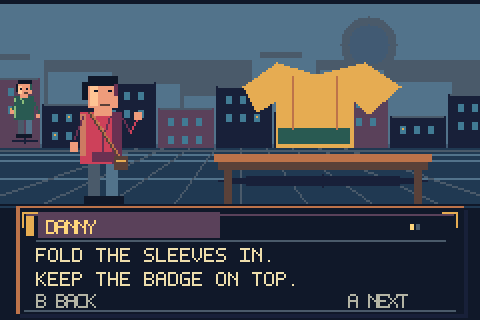 DANNY
FOLD THE SLEEVES IN.
KEEP THE BADGE ON TOP.
B BACK
A NEXT